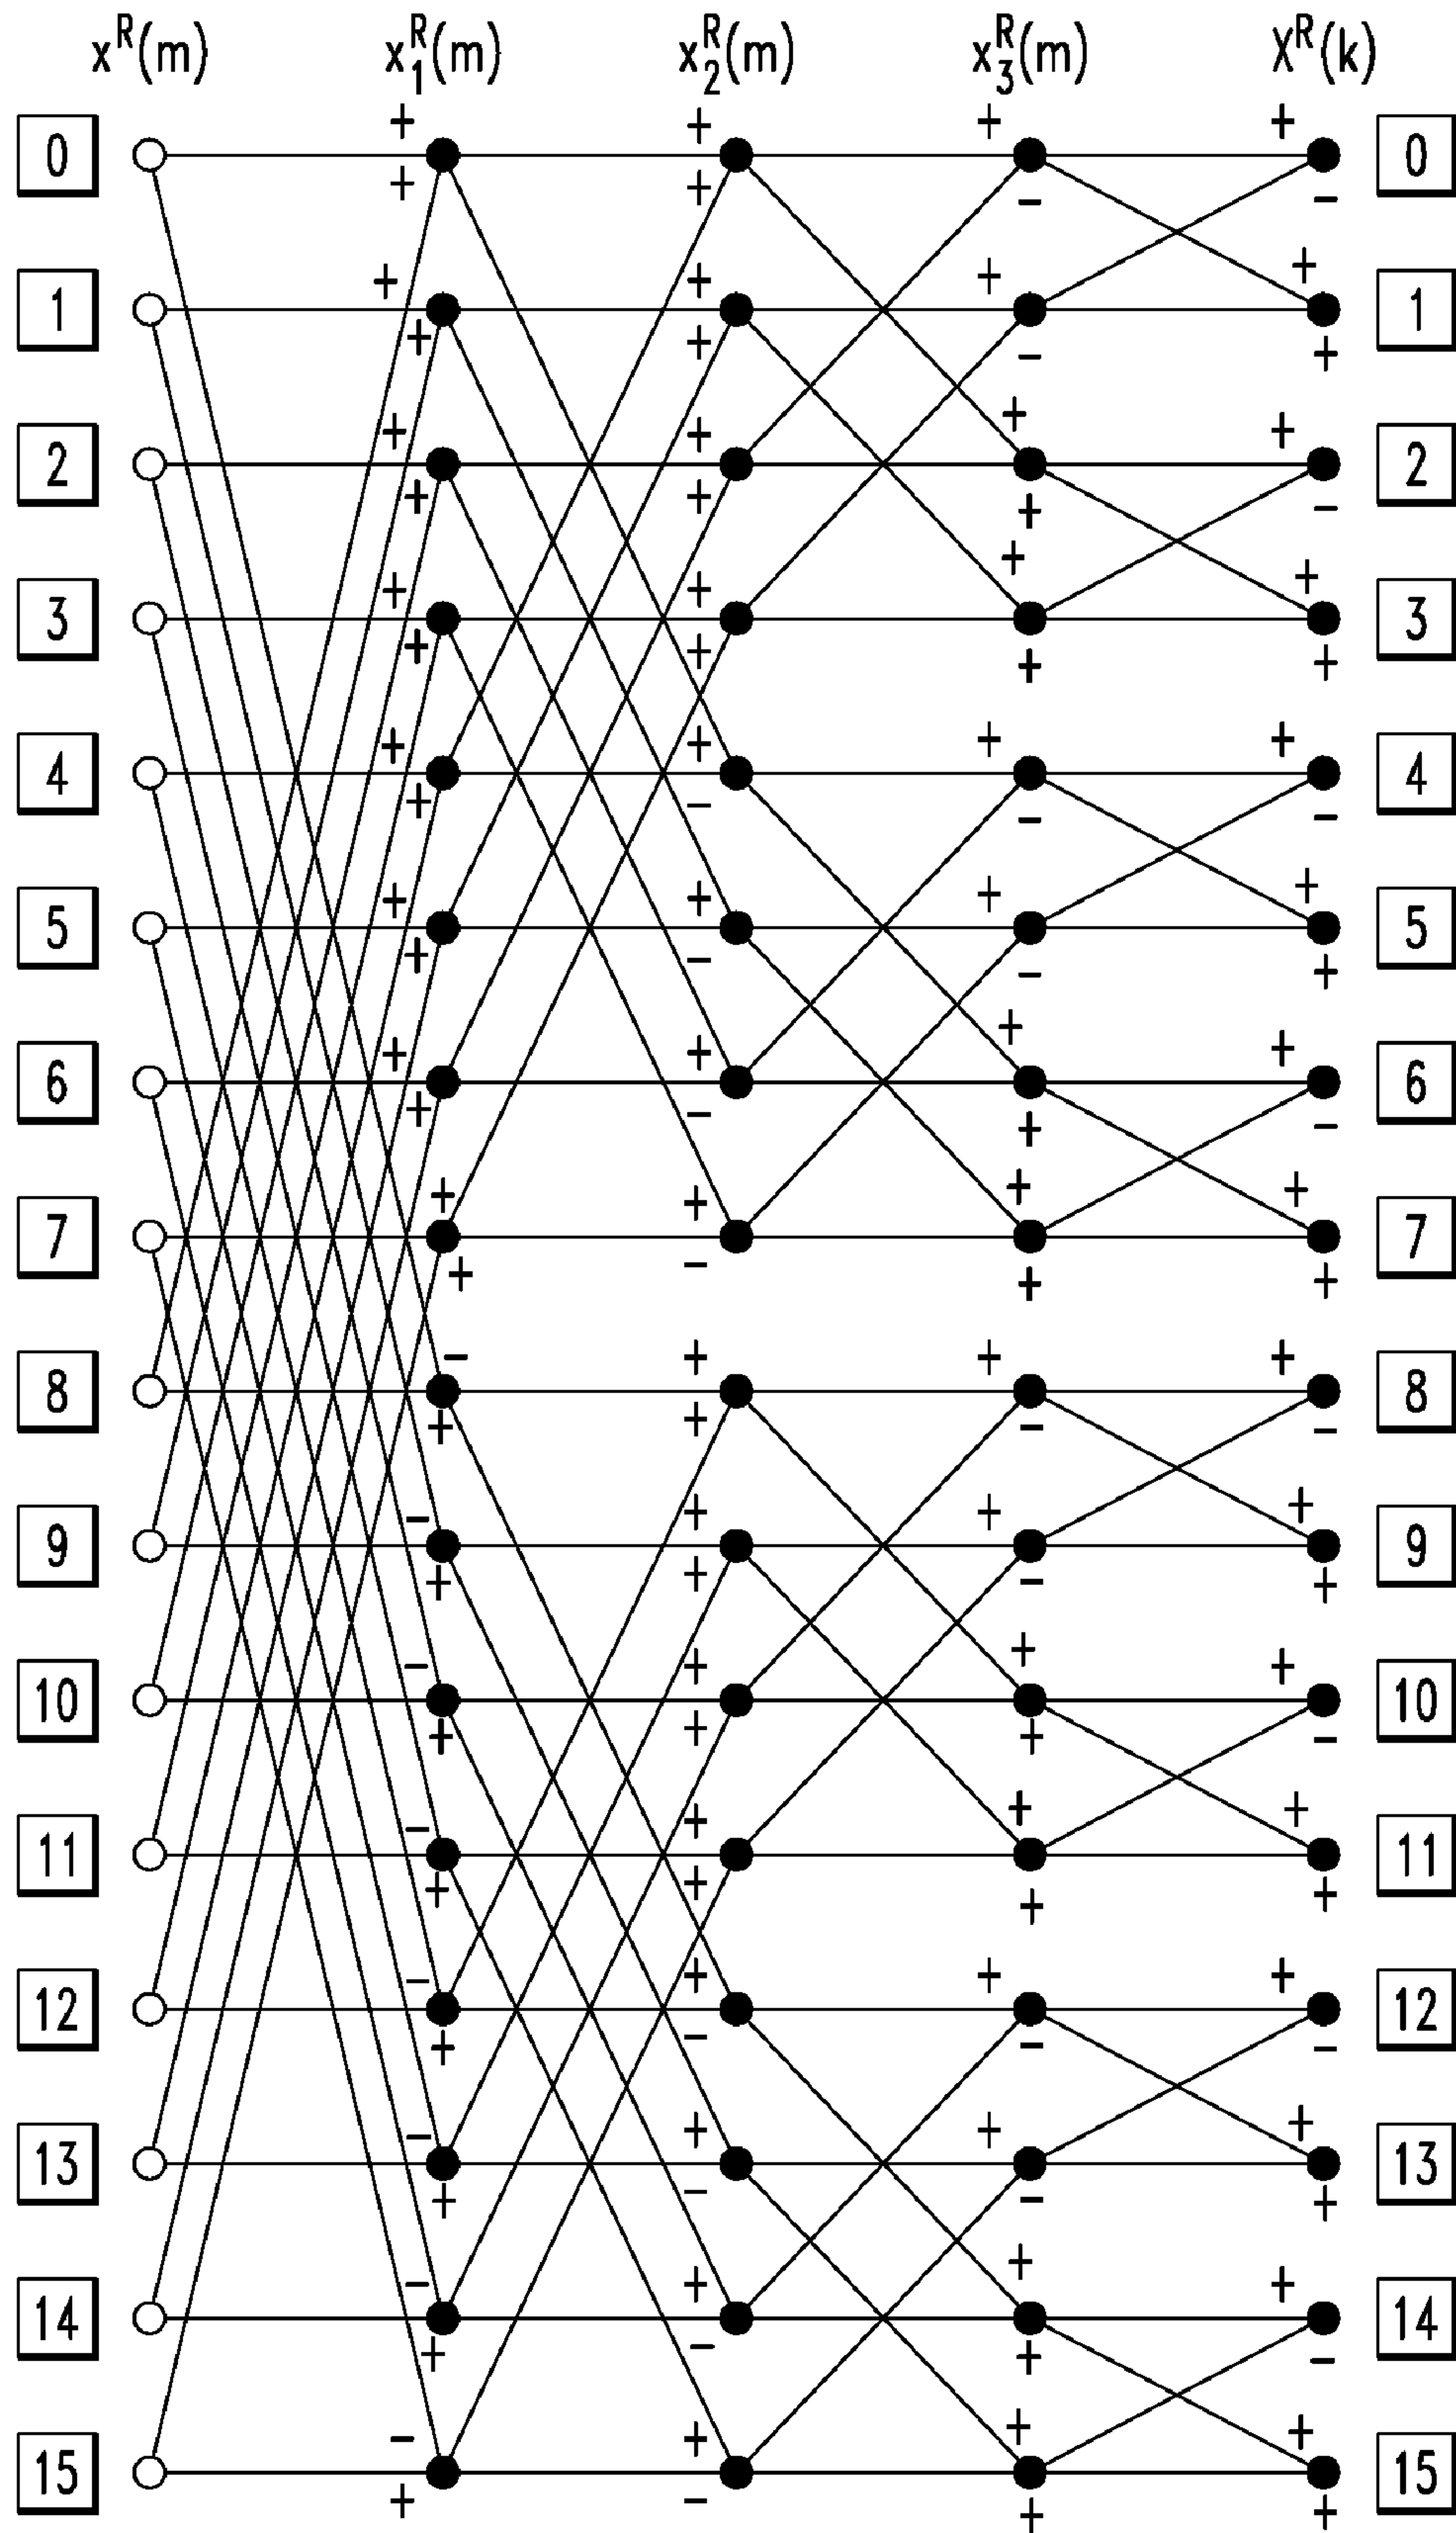 x^R(m) x_1^R(m) x_2^R(m) x_3^R(m) X^R(k)
+ + + +
0 0
+ + − −
+ + + +
1 1
+ + − +
+ + + +
2 2
+ + + −
+ + + +
3 3
+ + + +
+ + + +
4 4
+ − − −
+ + + +
5 5
+ − − +
+ + + +
6 6
+ − + −
+ + + +
7 7
+ − + +
− + + +
8 8
+ + − −
− + + +
9 9
+ + − +
− + + +
10 10
+ + + −
− + + +
11 11
+ + + +
− + + +
12 12
+ − − −
− + + +
13 13
+ − − +
− + + +
14 14
+ − + −
− + + +
15 15
+ − + +